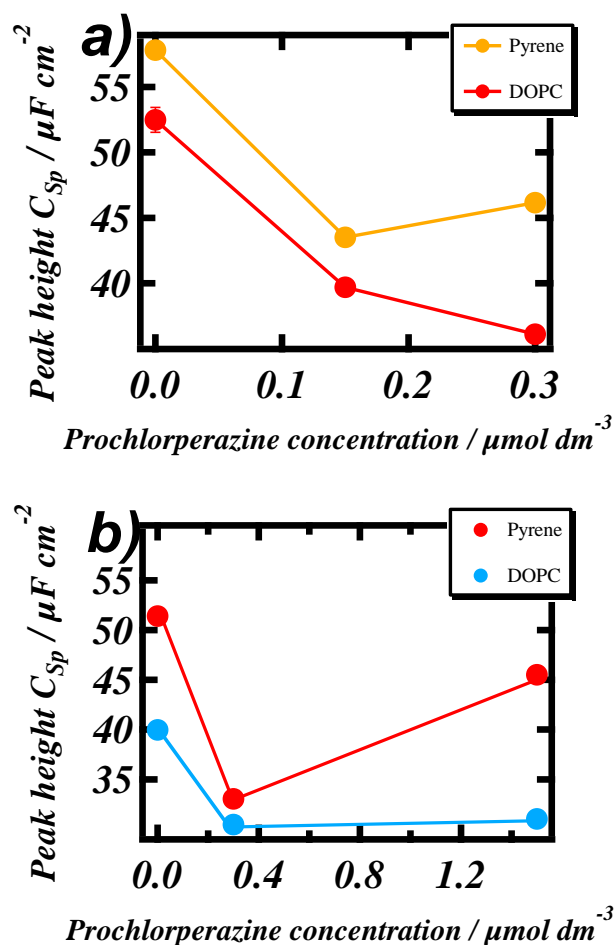 a)
Pyrene
DOPC
Peak height C_Sp / µF cm^-2
55
50
45
40
0.0 0.1 0.2 0.3
Prochlorperazine concentration / µmol dm^-3
b)
Pyrene
DOPC
Peak height C_Sp / µF cm^-2
55
50
45
40
35
0.0 0.4 0.8 1.2
Prochlorperazine concentration / µmol dm^-3